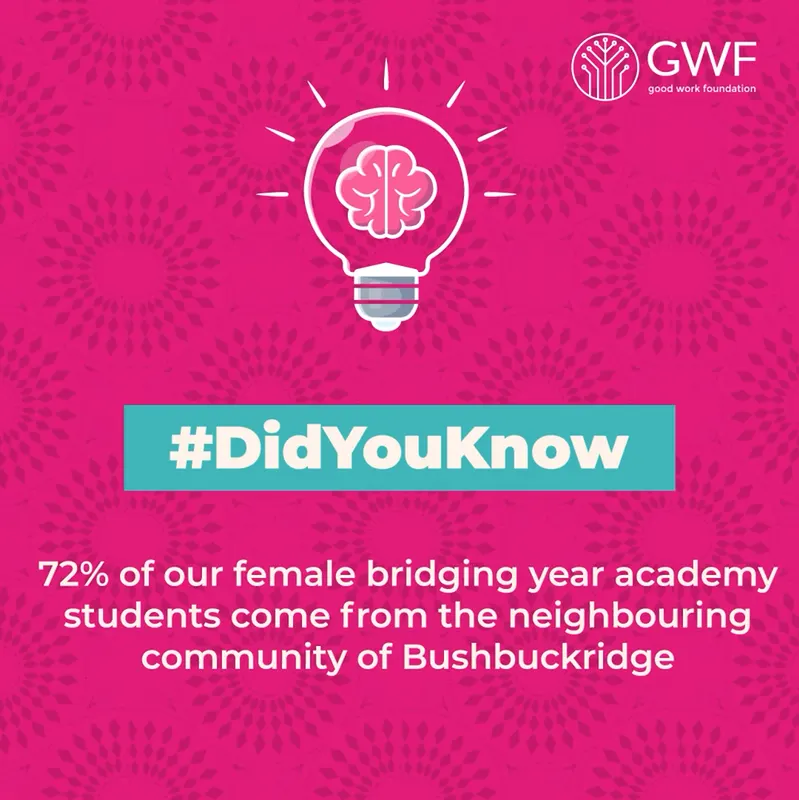 GWF
good work foundation
#DidYouKnow
72% of our female bridging year academy
students come from the neighbouring
community of Bushbuckridge